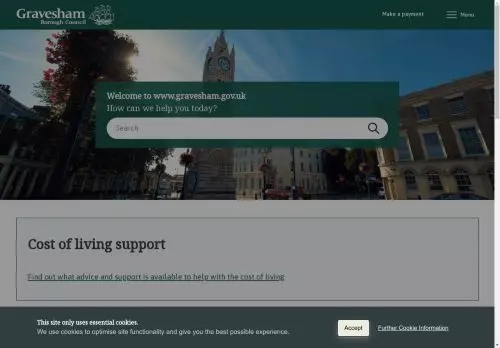 Gravesham
Borough Council
Make a payment
Menu
Welcome to www.gravesham.gov.uk
How can we help you today?
Search
Cost of living support
Find out what advice and support is available to help with the cost of living
This site only uses essential cookies.
We use cookies to optimise site functionality and give you the best possible experience.
Accept
Further Cookie Information